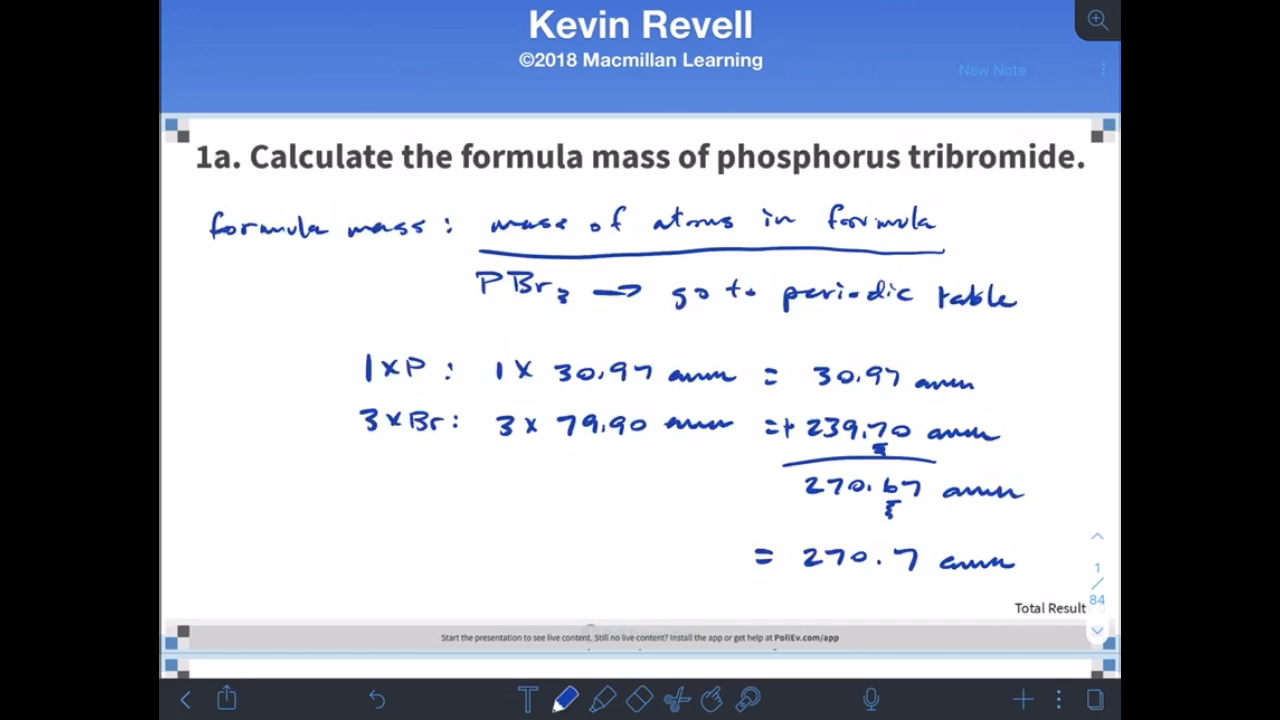 Kevin Revell
©2018 Macmillan Learning
New Note
1a. Calculate the formula mass of phosphorus tribromide.
formula mass: mass of atoms in formula
PBr₃ → go to periodic table
1×P: 1× 30.97 amu = 30.97 amu
3×Br: 3× 79.90 amu =+ 239.70 amu
270.67 amu
= 270.7 amu
1
/
84
Total Result
Start the presentation to see live content. Still no live content? Install the app or get help at PollEv.com/app
T